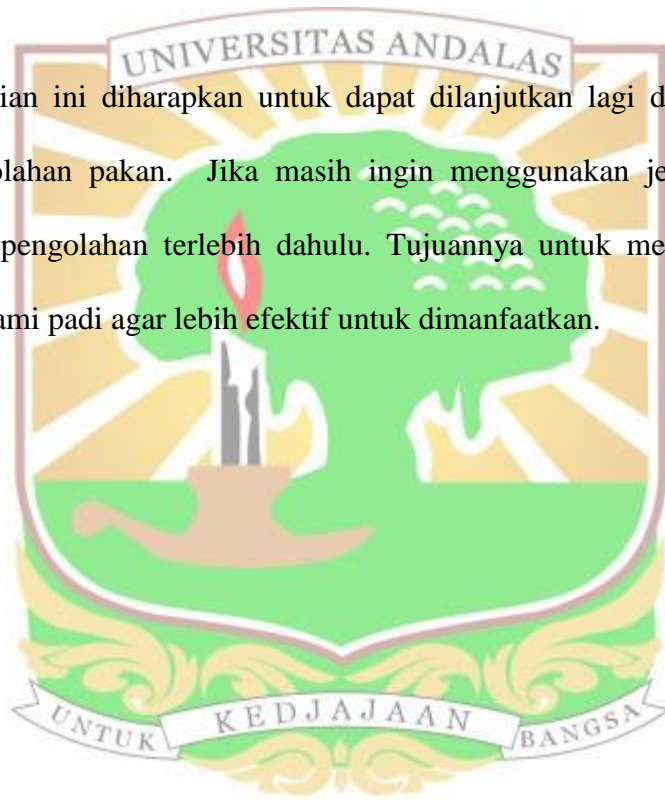 UNIVERSITAS ANDALAS
ian ini diharapkan untuk dapat dilanjutkan lagi d
olahan pakan. Jika masih ingin menggunakan je
pengolahan terlebih dahulu. Tujuannya untuk me
ami padi agar lebih efektif untuk dimanfaatkan.
UNTUK KEDJAJAAN BANGSA